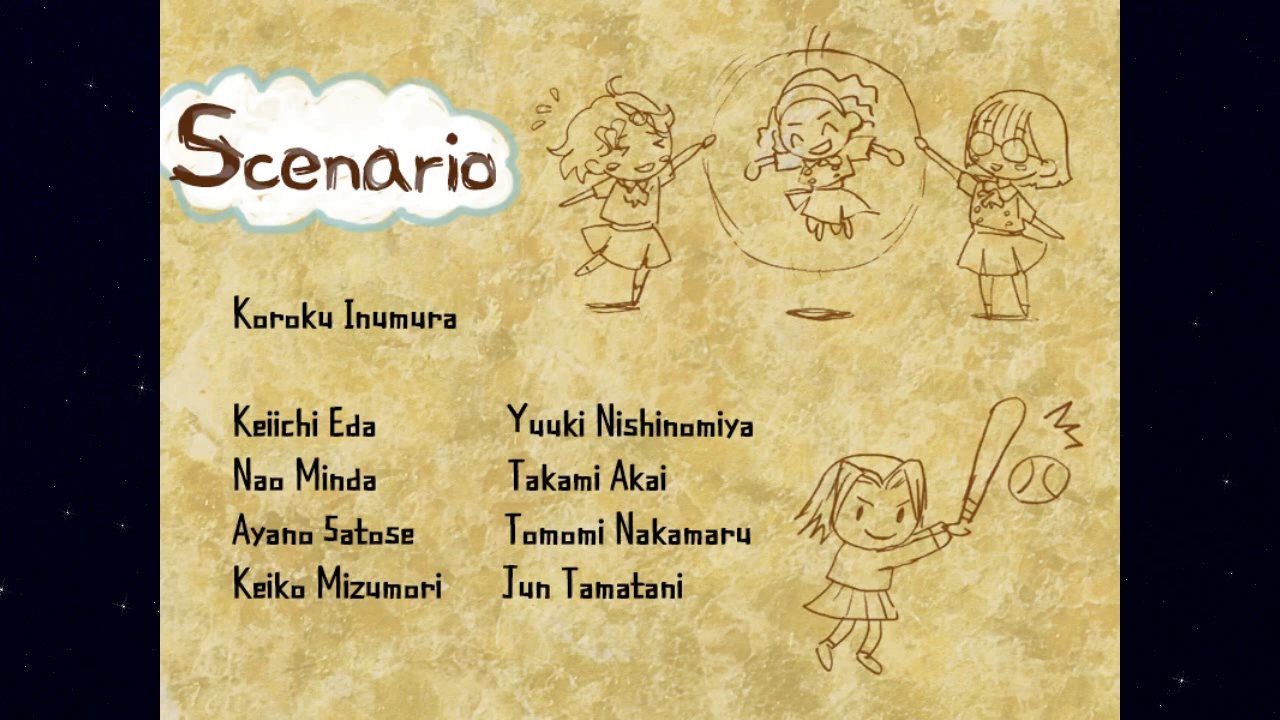 Scenario
Koroku Inumura
Keiichi Eda
Yuuki Nishinomiya
Nao Minda
Takami Akai
Ayano Satose
Tomomi Nakamaru
Keiko Mizumori
Jun Tamatani